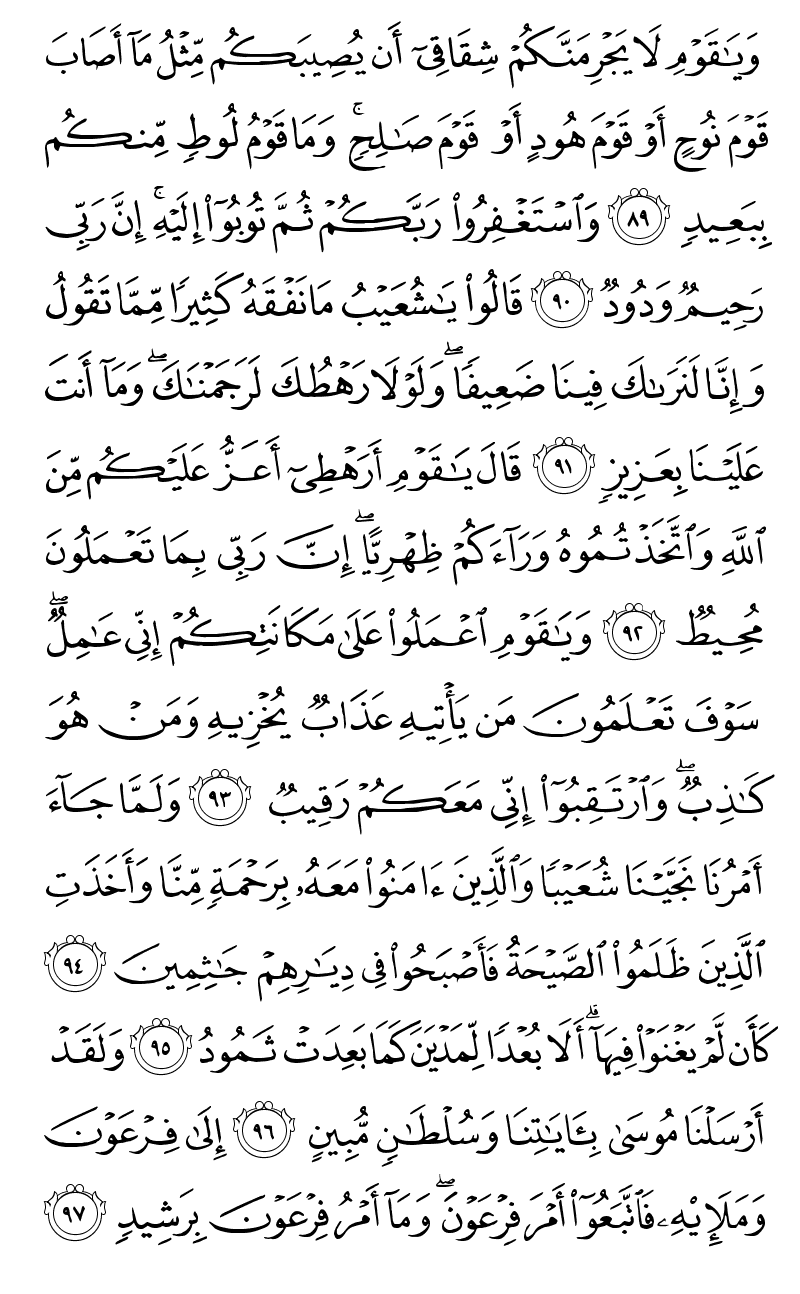 وَيَٰقَوْمِ لَا يَجْرِمَنَّكُمْ شِقَاقِىٓ أَن يُصِيبَكُم مِّثْلُ مَآ أَصَابَ
قَوْمَ نُوحٍ أَوْ قَوْمَ هُودٍ أَوْ قَوْمَ صَٰلِحٍۚ وَمَا قَوْمُ لُوطٍ مِّنكُم
بِبَعِيدٍ ٨٩ وَٱسْتَغْفِرُوا۟ رَبَّكُمْ ثُمَّ تُوبُوٓا۟ إِلَيْهِۚ إِنَّ رَبِّى
رَحِيمٌ وَدُودٌ ٩٠ قَالُوا۟ يَٰشُعَيْبُ مَا نَفْقَهُ كَثِيرًا مِّمَّا تَقُولُ
وَإِنَّا لَنَرَىٰكَ فِينَا ضَعِيفًاۖ وَلَوْلَا رَهْطُكَ لَرَجَمْنَٰكَۖ وَمَآ أَنتَ
عَلَيْنَا بِعَزِيزٍ ٩١ قَالَ يَٰقَوْمِ أَرَهْطِىٓ أَعَزُّ عَلَيْكُم مِّنَ
ٱللَّهِ وَٱتَّخَذْتُمُوهُ وَرَآءَكُمْ ظِهْرِيًّاۖ إِنَّ رَبِّى بِمَا تَعْمَلُونَ
مُحِيطٌ ٩٢ وَيَٰقَوْمِ ٱعْمَلُوا۟ عَلَىٰ مَكَانَتِكُمْ إِنِّى عَٰمِلٌۖ
سَوْفَ تَعْلَمُونَ مَن يَأْتِيهِ عَذَابٌ يُخْزِيهِ وَمَنْ هُوَ
كَٰذِبٌۖ وَٱرْتَقِبُوٓا۟ إِنِّى مَعَكُمْ رَقِيبٌ ٩٣ وَلَمَّا جَآءَ
أَمْرُنَا نَجَّيْنَا شُعَيْبًا وَٱلَّذِينَ ءَامَنُوا۟ مَعَهُۥ بِرَحْمَةٍ مِّنَّا وَأَخَذَتِ
ٱلَّذِينَ ظَلَمُوا۟ ٱلصَّيْحَةُ فَأَصْبَحُوا۟ فِى دِيَٰرِهِمْ جَٰثِمِينَ ٩٤
كَأَن لَّمْ يَغْنَوْا۟ فِيهَآۗ أَلَا بُعْدًا لِّمَدْيَنَ كَمَا بَعِدَتْ ثَمُودُ ٩٥ وَلَقَدْ
أَرْسَلْنَا مُوسَىٰ بِـَٔايَٰتِنَا وَسُلْطَٰنٍ مُّبِينٍ ٩٦ إِلَىٰ فِرْعَوْنَ
وَمَلَإِي۟هِۦ فَٱتَّبَعُوٓا۟ أَمْرَ فِرْعَوْنَۖ وَمَآ أَمْرُ فِرْعَوْنَ بِرَشِيدٍ ٩٧